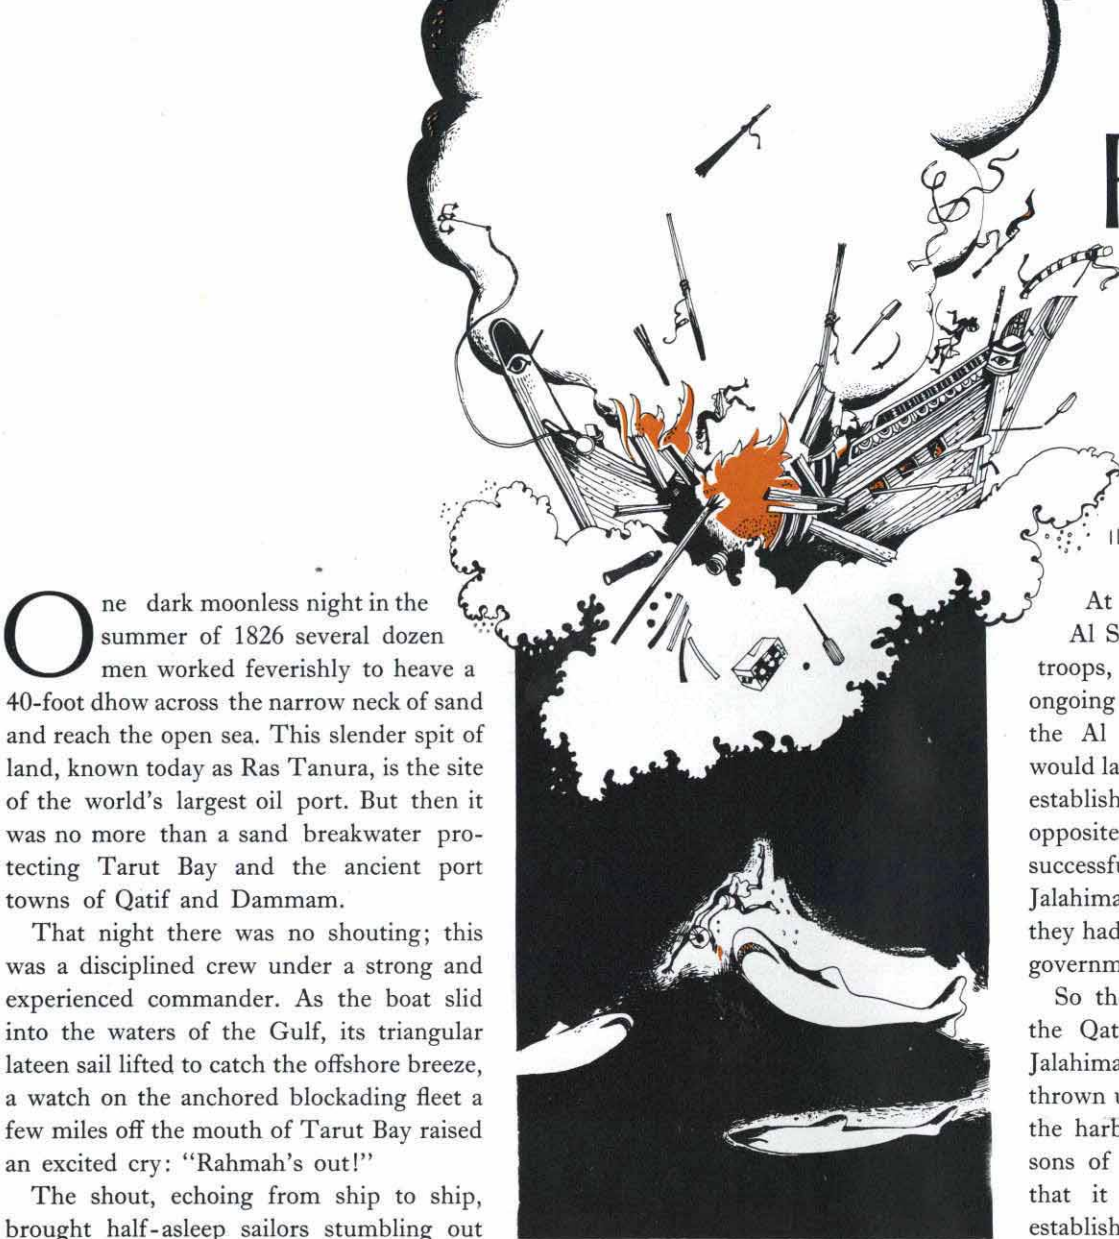 One dark moonless night in the
summer of 1826 several dozen
men worked feverishly to heave a
40-foot dhow across the narrow neck of sand
and reach the open sea. This slender spit of
land, known today as Ras Tanura, is the site
of the world's largest oil port. But then it
was no more than a sand breakwater pro-
tecting Tarut Bay and the ancient port
towns of Qatif and Dammam.
That night there was no shouting; this
was a disciplined crew under a strong and
experienced commander. As the boat slid
into the waters of the Gulf, its triangular
lateen sail lifted to catch the offshore breeze,
a watch on the anchored blockading fleet a
few miles off the mouth of Tarut Bay raised
an excited cry: "Rahmah's out!"
The shout, echoing from ship to ship,
brought half-asleep sailors stumbling out
At
Al S
troops,
ongoing
the Al
would la
establish
opposite
successfu
Jalahima
they had
governm
So th
the Qat
Jalahima
thrown u
the harb
sons of
that it
establish